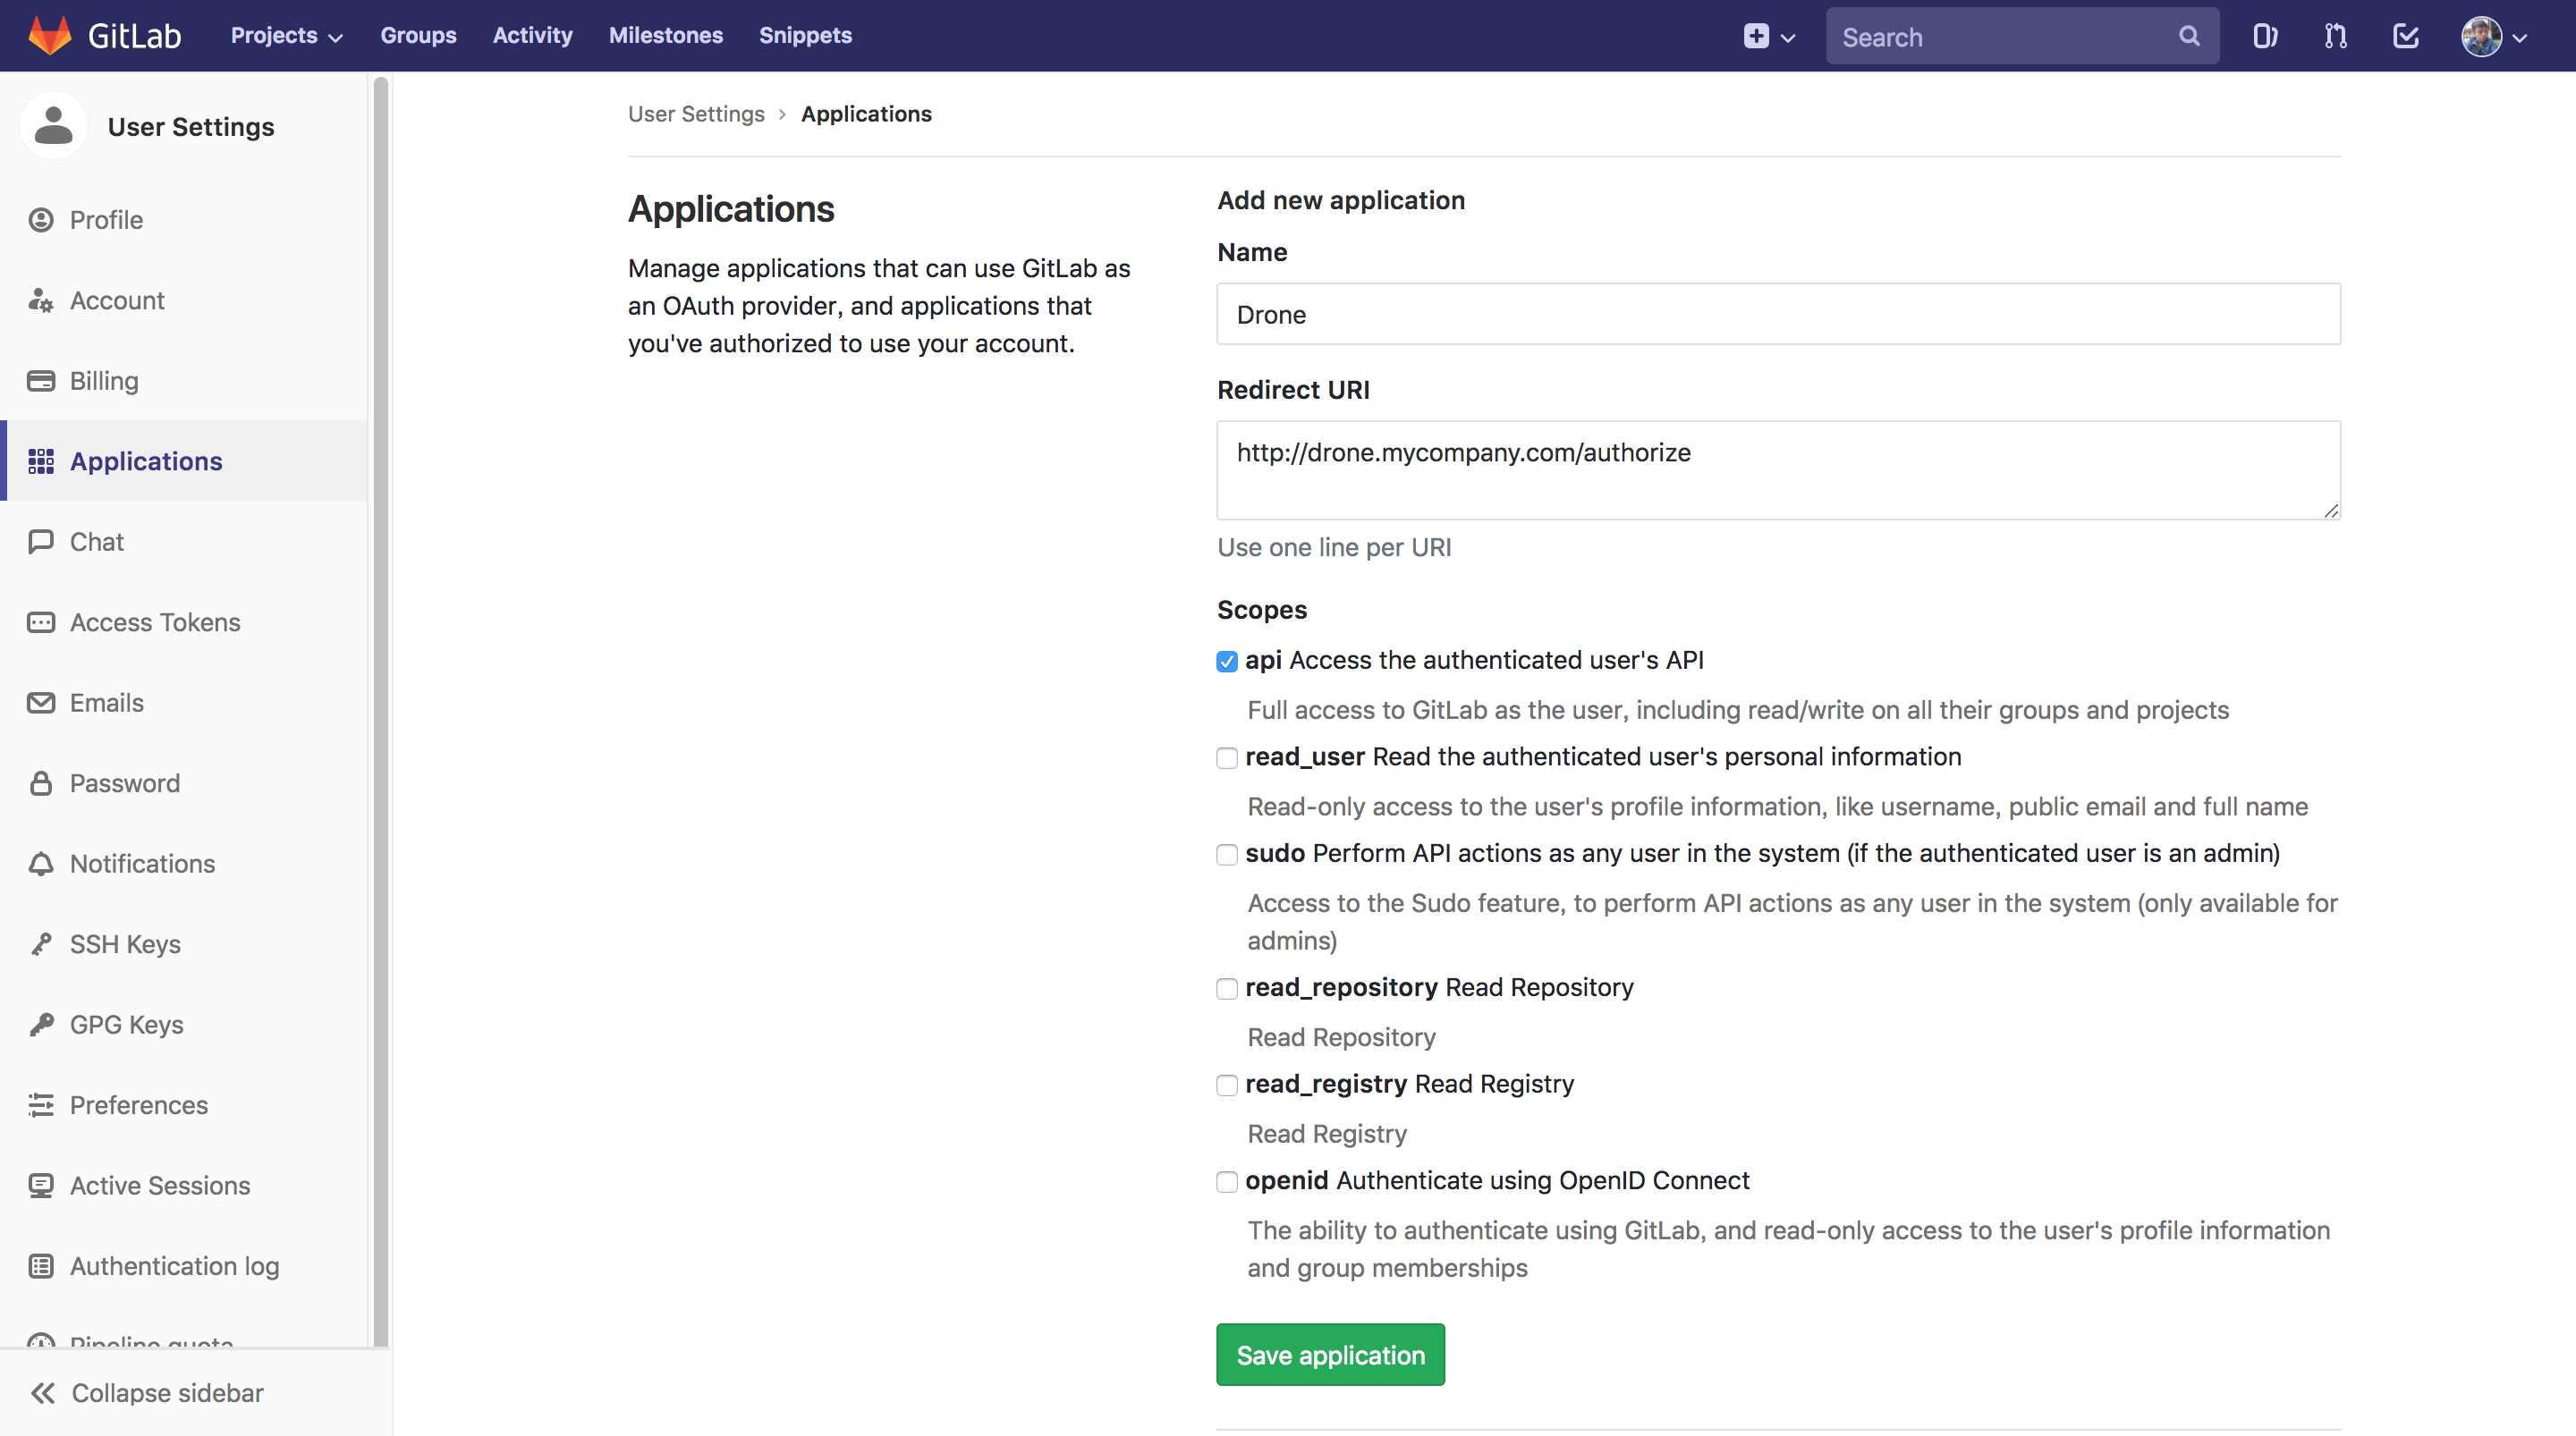 GitLab
Projects
Groups
Activity
Milestones
Snippets
Search
User Settings
Profile
Account
Billing
Applications
Chat
Access Tokens
Emails
Password
Notifications
SSH Keys
GPG Keys
Preferences
Active Sessions
Authentication log
Pipeline quota
Collapse sidebar
User Settings › Applications
Applications
Manage applications that can use GitLab as
an OAuth provider, and applications that
you've authorized to use your account.
Add new application
Name
Drone
Redirect URI
http://drone.mycompany.com/authorize
Use one line per URI
Scopes
api Access the authenticated user's API
Full access to GitLab as the user, including read/write on all their groups and projects
read_user Read the authenticated user's personal information
Read-only access to the user's profile information, like username, public email and full name
sudo Perform API actions as any user in the system (if the authenticated user is an admin)
Access to the Sudo feature, to perform API actions as any user in the system (only available for
admins)
read_repository Read Repository
Read Repository
read_registry Read Registry
Read Registry
openid Authenticate using OpenID Connect
The ability to authenticate using GitLab, and read-only access to the user's profile information
and group memberships
Save application